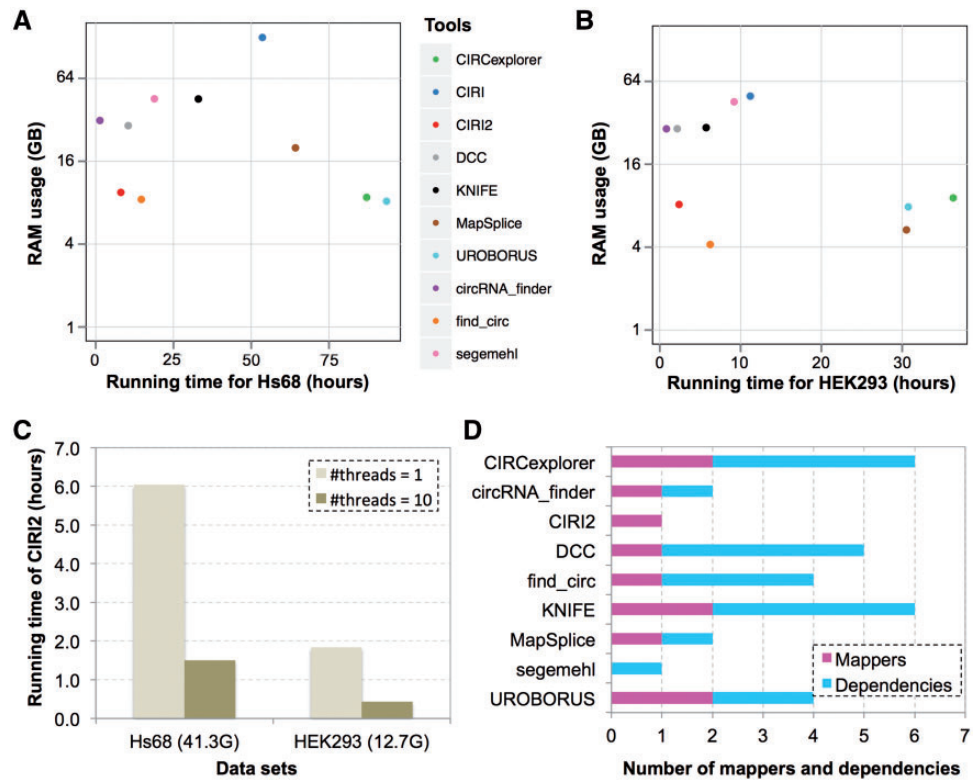 A
RAM usage (GB)
64
16
4
1
0
25
50
75
Running time for Hs68 (hours)
Tools
CIRCexplorer
CIRI
CIRI2
DCC
KNIFE
MapSplice
UROBORUS
circRNA_finder
find_circ
segemehl
B
RAM usage (GB)
64
16
4
1
0
10
20
30
Running time for HEK293 (hours)
C
Running time of CIRI2 (hours)
7.0
6.0
5.0
4.0
3.0
2.0
1.0
0.0
#threads = 1
#threads = 10
Hs68 (41.3G)
HEK293 (12.7G)
Data sets
D
CIRCexplorer
circRNA_finder
CIRI2
DCC
find_circ
KNIFE
MapSplice
segemehl
UROBORUS
Mappers
Dependencies
0
1
2
3
4
5
6
7
Number of mappers and dependencies